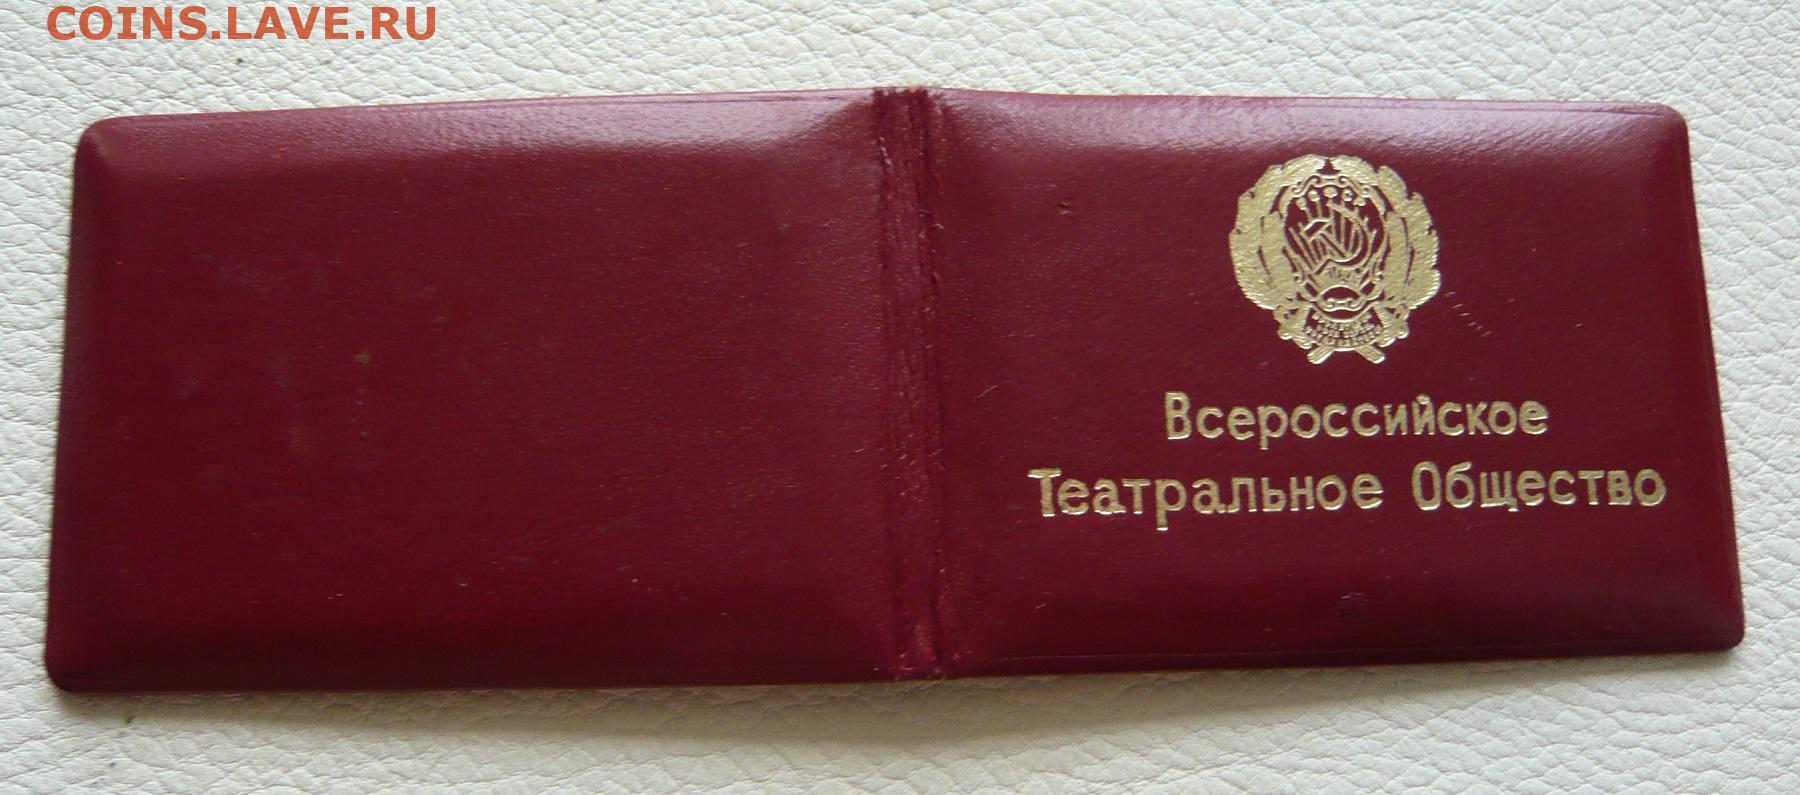 COINS.LAVE.RU
Всероссийское
Театральное Общество